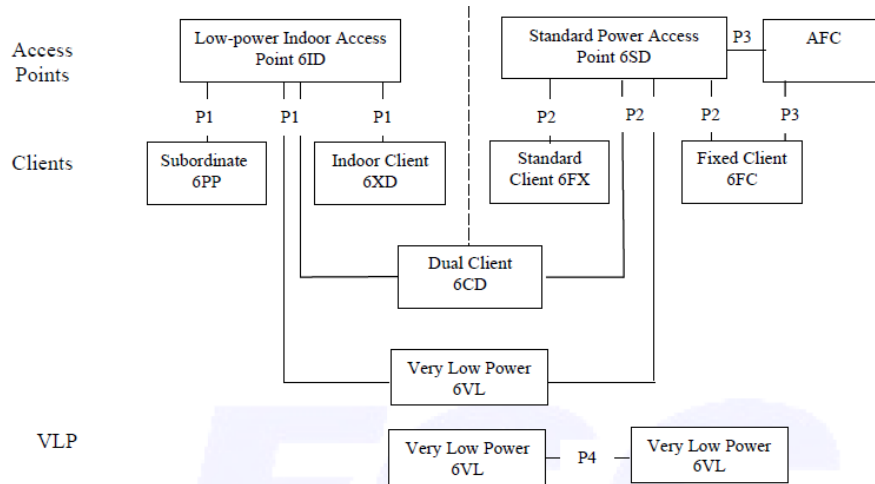 Access
Points
Low-power Indoor Access
Point 6ID
Standard Power Access
Point 6SD
P3
AFC
P1
P1
P1
P2
P2
P2
P3
Clients
Subordinate
6PP
Indoor Client
6XD
Standard
Client 6FX
Fixed Client
6FC
Dual Client
6CD
Very Low Power
6VL
VLP
Very Low Power
6VL
P4
Very Low Power
6VL
FCC